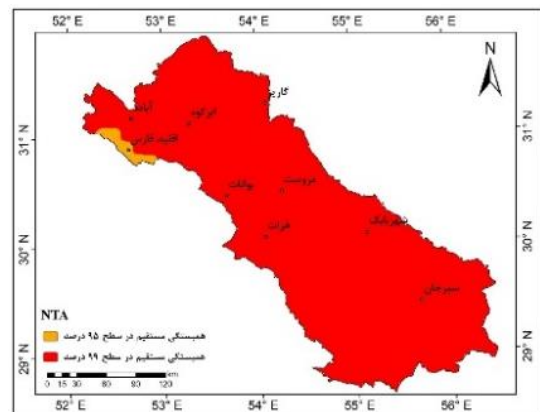 52° E 53° E 54° E 55° E 56° E
N
گاریز
آباده
ابرکوه
31° N
31° N
اقلید فارس
بوانات
مروست
30° N
هرات
شهربابک
30° N
سیرجان
NTA
همبستگی مستقیم در سطح ۹۵ درصد
29° N
همبستگی مستقیم در سطح ۹۹ درصد
29° N
0 15 30 60 90 120
km
52° E 53° E 54° E 55° E 56° E